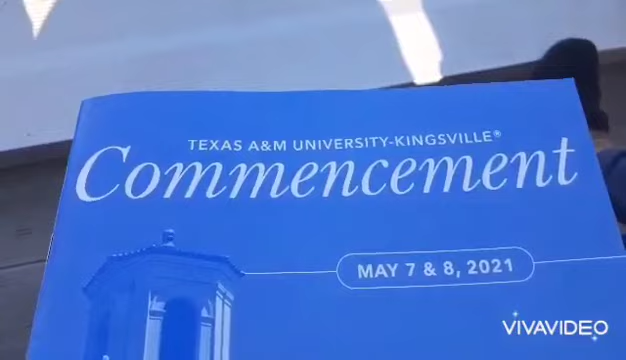 TEXAS A&M UNIVERSITY-KINGSVILLE®
Commencement
MAY 7 & 8, 2021
VIVAVIDEO